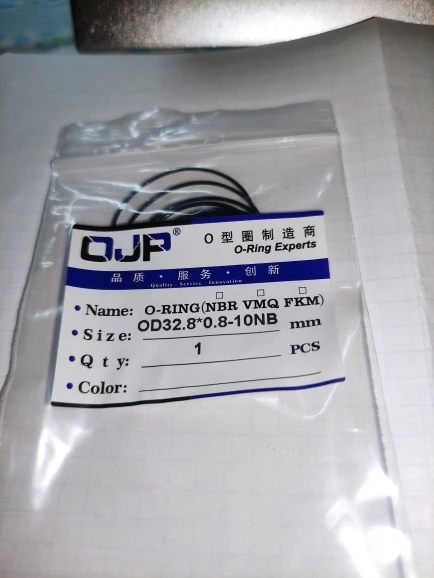 OJP® O型圈制造商
O-Ring Experts
品质·服务·创新
Quality · Service · Innovation
• Name: O-RING(NBR VMQ FKM)
• Size: OD32.8*0.8-10NB mm
• Qty: 1 PCS
• Color: